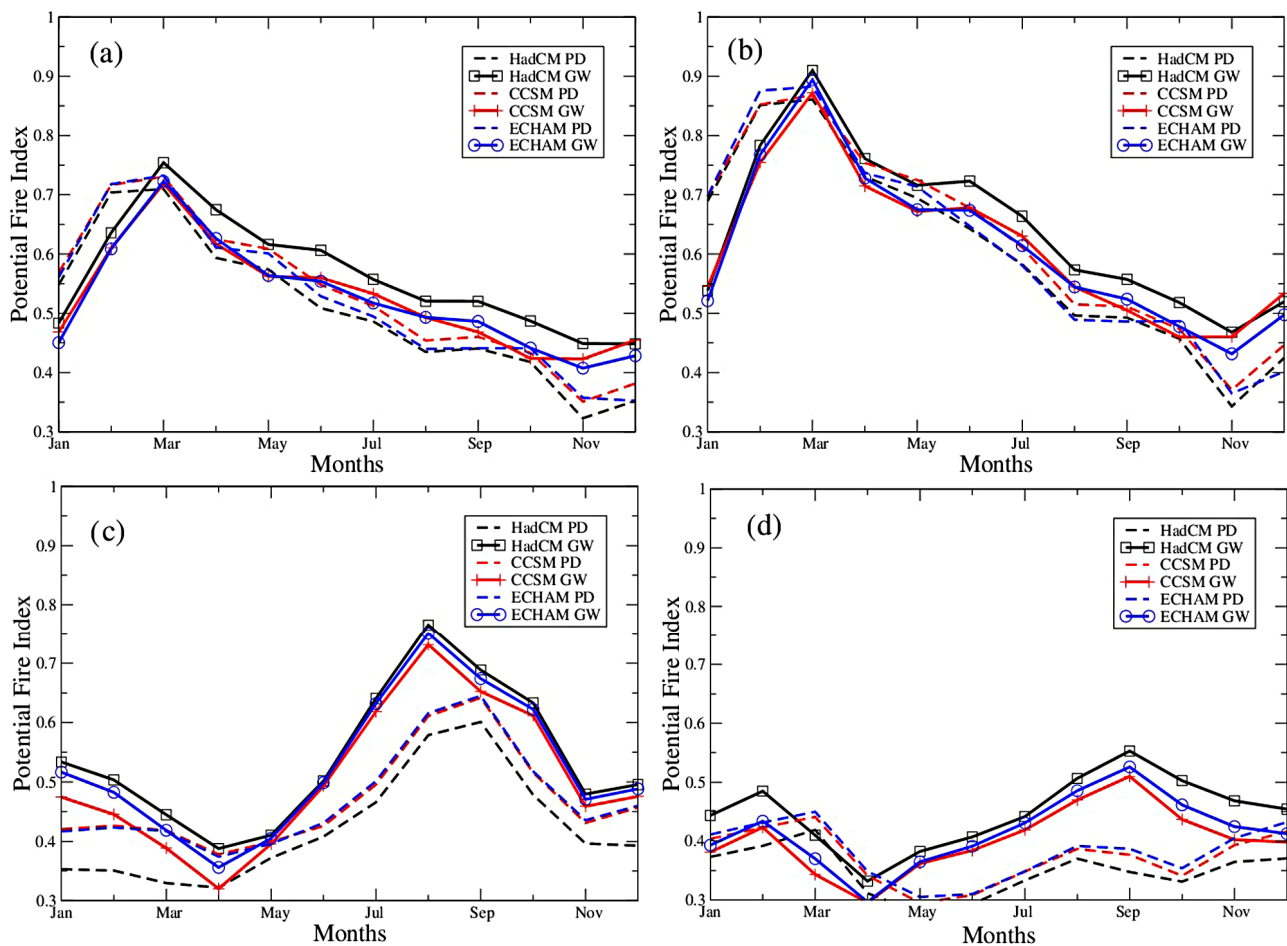 (a)
HadCM PD
HadCM GW
CCSM PD
CCSM GW
ECHAM PD
ECHAM GW
Potential Fire Index
1
0.9
0.8
0.7
0.6
0.5
0.4
0.3
Jan Mar May Jul Sep Nov
Months
(b)
HadCM PD
HadCM GW
CCSM PD
CCSM GW
ECHAM PD
ECHAM GW
Potential Fire Index
1
0.9
0.8
0.7
0.6
0.5
0.4
0.3
Jan Mar May Jul Sep Nov
Months
(c)
HadCM PD
HadCM GW
CCSM PD
CCSM GW
ECHAM PD
ECHAM GW
Potential Fire Index
1
0.9
0.8
0.7
0.6
0.5
0.4
0.3
Jan Mar May Jul Sep Nov
Months
(d)
HadCM PD
HadCM GW
CCSM PD
CCSM GW
ECHAM PD
ECHAM GW
Potential Fire Index
1
0.9
0.8
0.7
0.6
0.5
0.4
0.3
Jan Mar May Jul Sep Nov
Months